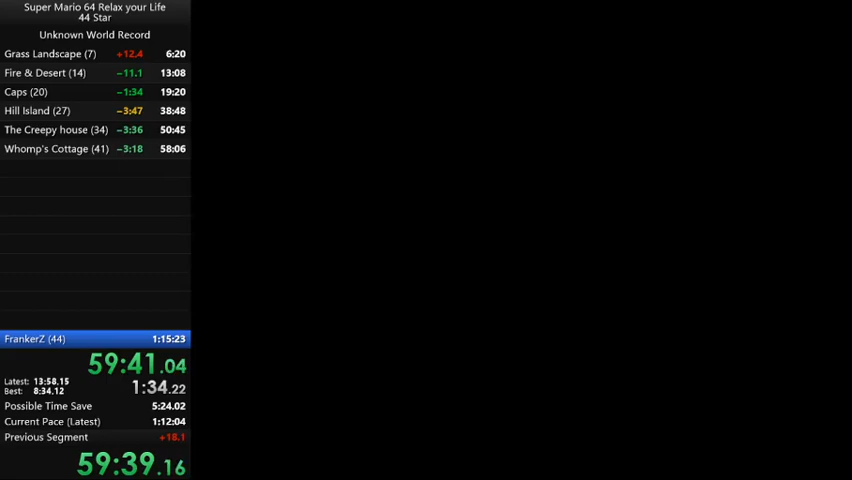 Super Mario 64 Relax your Life
44 Star
Unknown World Record
Grass Landscape (7) +12.4 6:20
Fire & Desert (14) −11.1 13:08
Caps (20) −1:34 19:20
Hill Island (27) −3:47 38:48
The Creepy house (34) −3:36 50:45
Whomp's Cottage (41) −3:18 58:06
FrankerZ (44) 1:15:23
59:41.04
Latest: 13:58.15
Best: 8:34.12
1:34.22
Possible Time Save 5:24.02
Current Pace (Latest) 1:12:04
Previous Segment +18.1
59:39.16